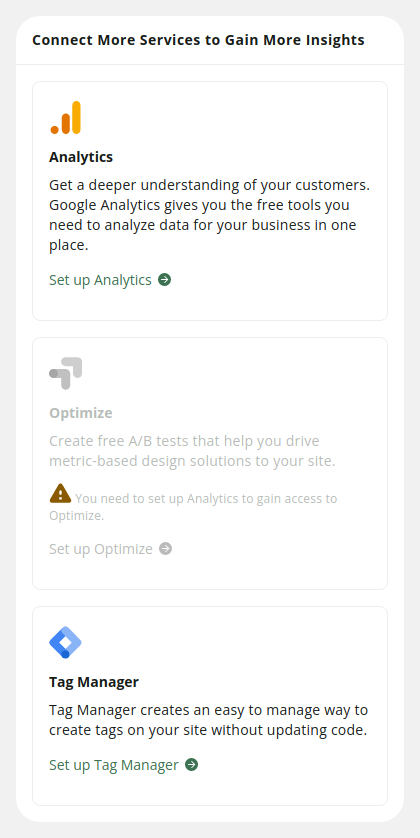 Connect More Services to Gain More Insights
Analytics
Get a deeper understanding of your customers.
Google Analytics gives you the free tools you
need to analyze data for your business in one
place.
Set up Analytics
Optimize
Create free A/B tests that help you drive
metric-based design solutions to your site.
You need to set up Analytics to gain access to
Optimize.
Set up Optimize
Tag Manager
Tag Manager creates an easy to manage way to
create tags on your site without updating code.
Set up Tag Manager